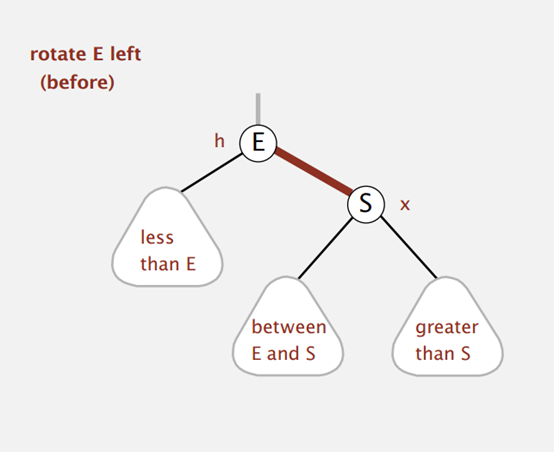 rotate E left
(before)
h
E
S
x
less
than E
between
E and S
greater
than S